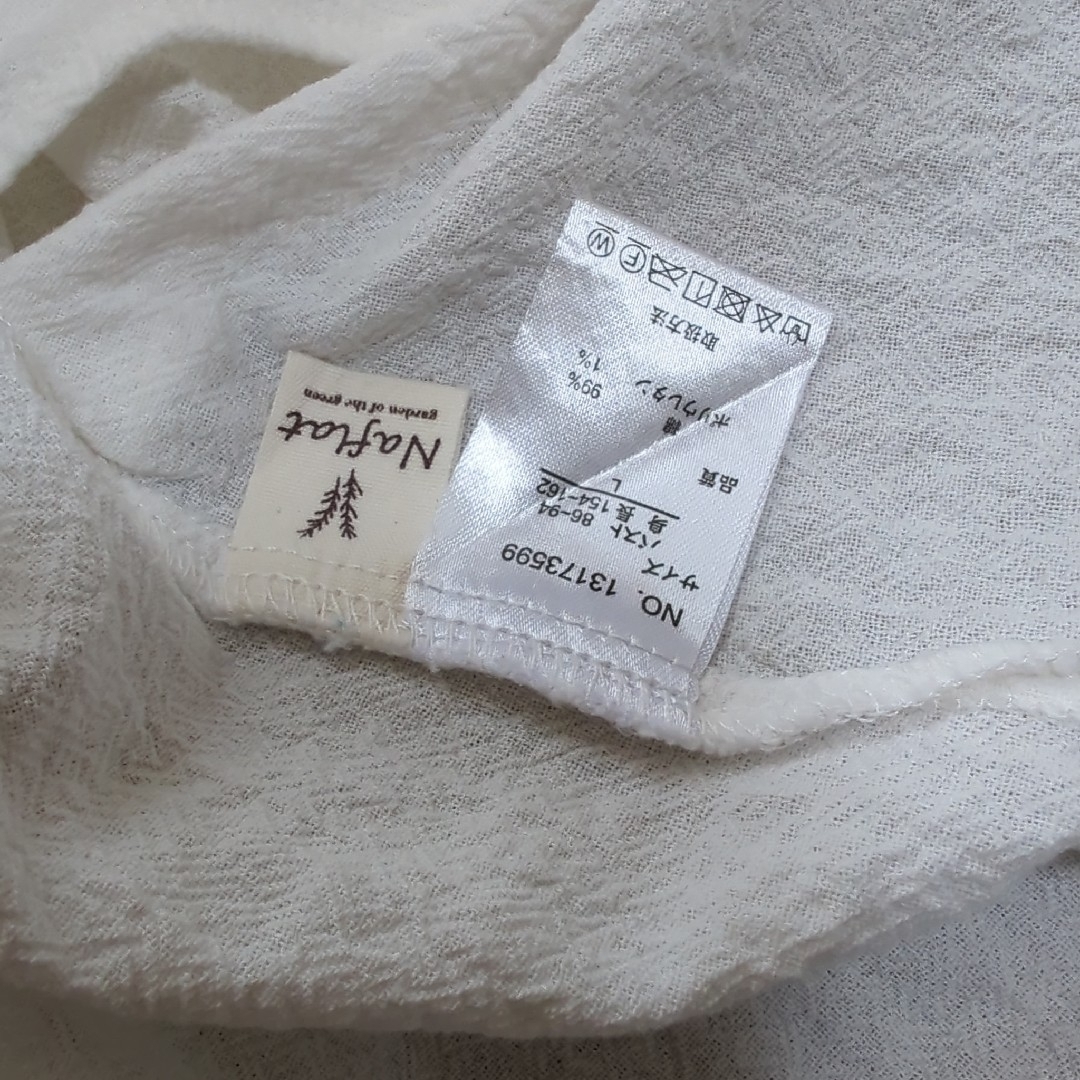 Naflat
garden of the green
NO. 13173599
サイズ
バスト 86-94
身長 154-162
L
品質
綿 99%
ポリウレタン 1%
取扱方法
F W